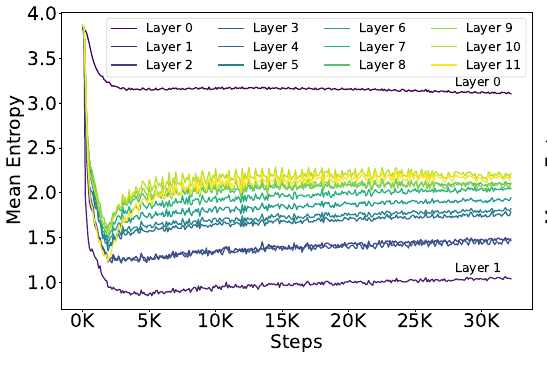 4.0
3.5
3.0
2.5
2.0
1.5
1.0
Mean Entropy
Layer 0 Layer 3 Layer 6 Layer 9
Layer 1 Layer 4 Layer 7 Layer 10
Layer 2 Layer 5 Layer 8 Layer 11
Layer 0
Layer 1
0K 5K 10K 15K 20K 25K 30K
Steps